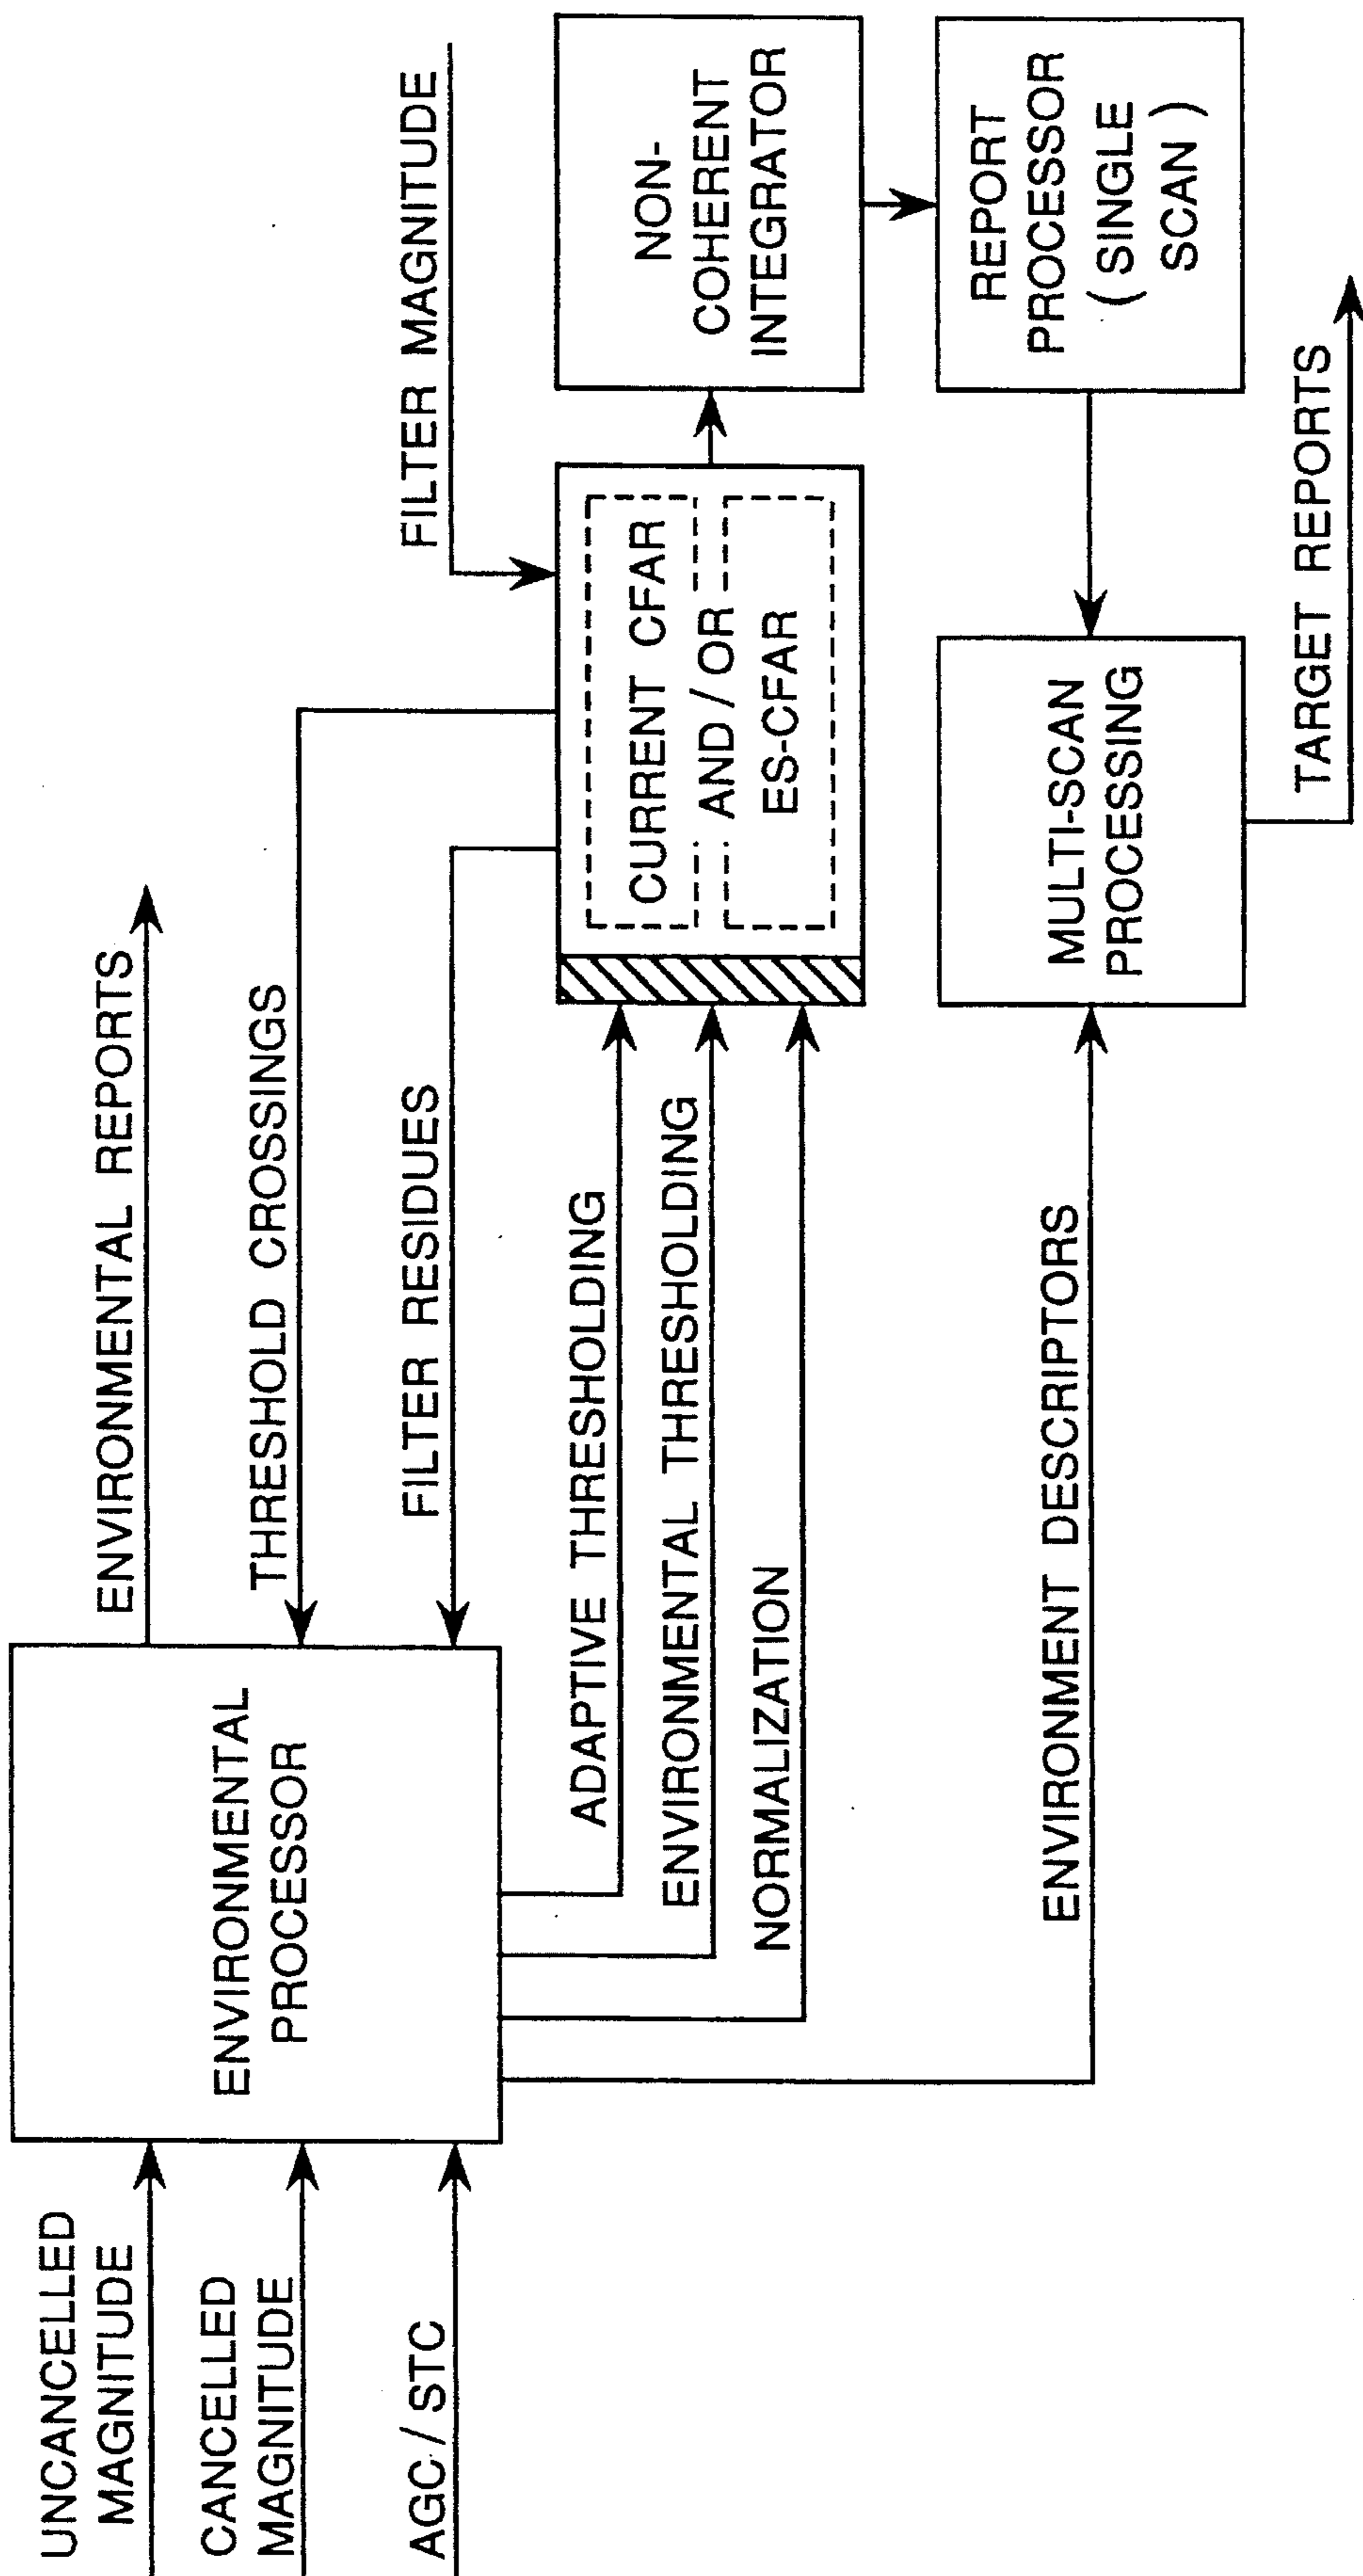 UNCANCELLED
MAGNITUDE
CANCELLED
MAGNITUDE
AGC / STC
ENVIRONMENTAL
PROCESSOR
ENVIRONMENTAL REPORTS
THRESHOLD CROSSINGS
FILTER RESIDUES
ADAPTIVE THRESHOLDING
ENVIRONMENTAL THRESHOLDING
NORMALIZATION
ENVIRONMENT DESCRIPTORS
FILTER MAGNITUDE
CURRENT CFAR
AND / OR
ES-CFAR
NON-
COHERENT
INTEGRATOR
REPORT
PROCESSOR
( SINGLE
SCAN )
MULTI-SCAN
PROCESSING
TARGET REPORTS